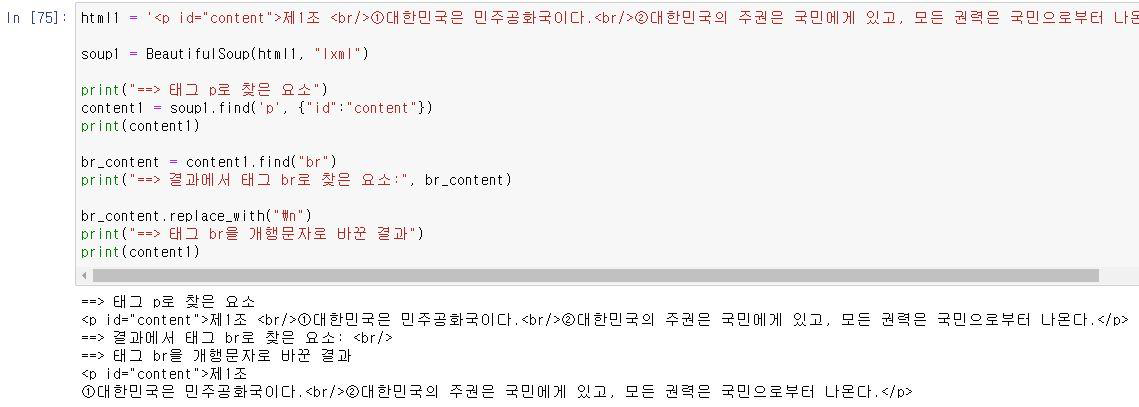 In [75]: html1 = '<p id="content">제1조 <br/>①대한민국은 민주공화국이다.<br/>②대한민국의 주권은 국민에게 있고, 모든 권력은 국민으로부터 나온
soup1 = BeautifulSoup(html1, "lxml")
print("==> 태그 p로 찾은 요소")
content1 = soup1.find('p', {"id":"content"})
print(content1)
br_content = content1.find("br")
print("==> 결과에서 태그 br로 찾은 요소:", br_content)
br_content.replace_with("₩n")
print("==> 태그 br을 개행문자로 바꾼 결과")
print(content1)
==> 태그 p로 찾은 요소
<p id="content">제1조 <br/>①대한민국은 민주공화국이다.<br/>②대한민국의 주권은 국민에게 있고, 모든 권력은 국민으로부터 나온다.</p>
==> 결과에서 태그 br로 찾은 요소: <br/>
==> 태그 br을 개행문자로 바꾼 결과
<p id="content">제1조
①대한민국은 민주공화국이다.<br/>②대한민국의 주권은 국민에게 있고, 모든 권력은 국민으로부터 나온다.</p>